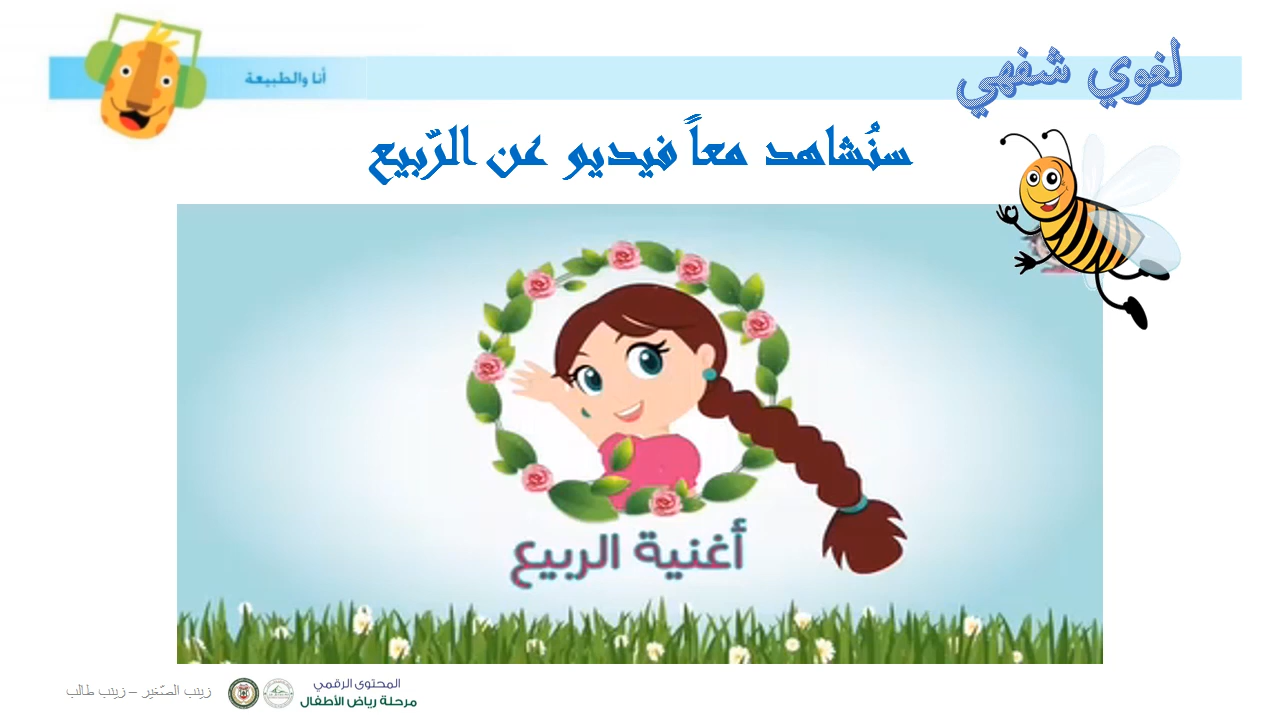 لغوي شفهي
أنا والطبيعة
سنُشاهد معاً فيديو عن الرّبيع
أغنية الربيع
المحتوى الرقمي
مرحلة رياض الأطفال
زينب الصّغير – زينب طالب